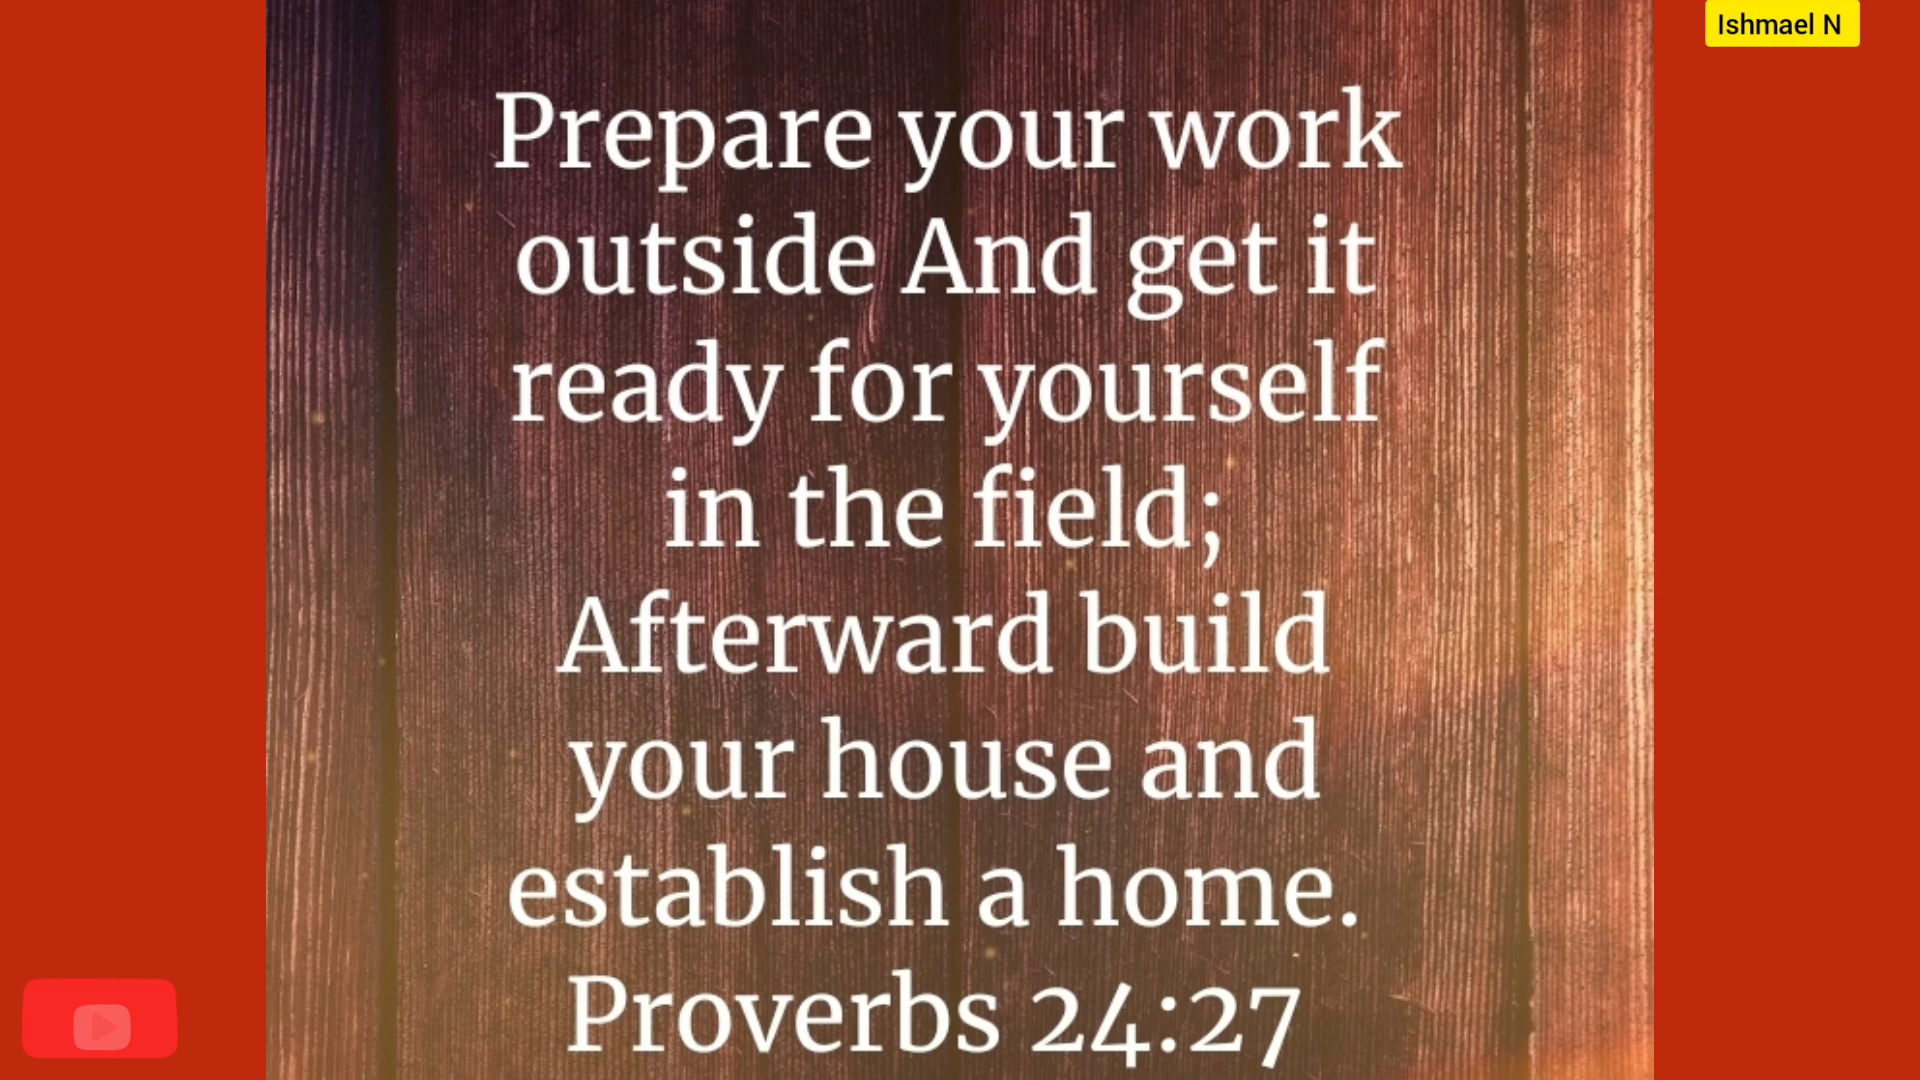 Ishmael N
Prepare your work
outside And get it
ready for yourself
in the field;
Afterward build
your house and
establish a home.
Proverbs 24:27